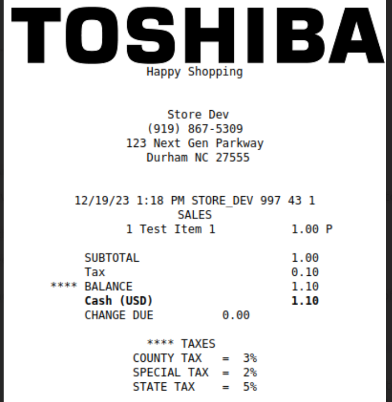 TOSHIBA
Happy Shopping
Store Dev
(919) 867-5309
123 Next Gen Parkway
Durham NC 27555
12/19/23 1:18 PM STORE_DEV 997 43 1
SALES
1 Test Item 1 1.00 P
SUBTOTAL 1.00
Tax 0.10
**** BALANCE 1.10
Cash (USD) 1.10
CHANGE DUE 0.00
**** TAXES
COUNTY TAX = 3%
SPECIAL TAX = 2%
STATE TAX = 5%